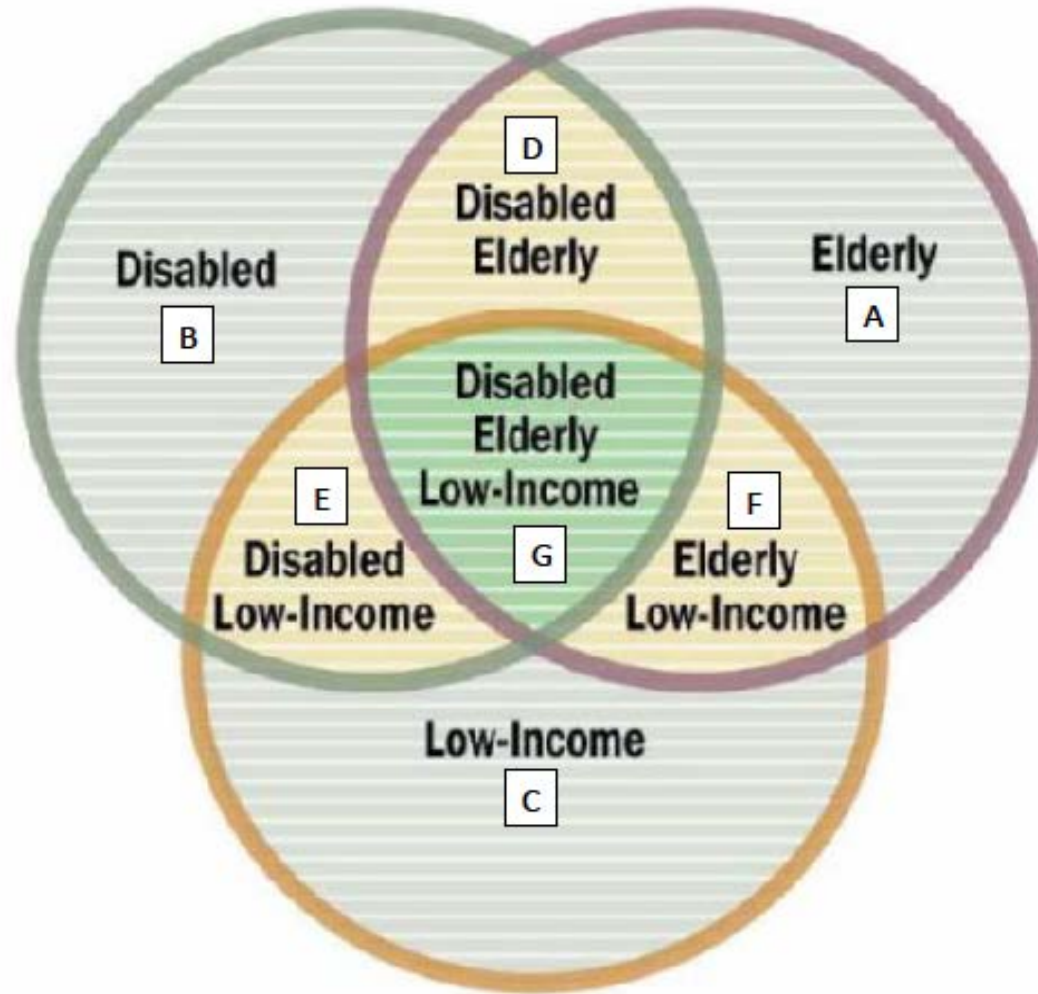 D
Disabled
Elderly
Disabled
B
Elderly
A
Disabled
Elderly
Low-Income
G
E
Disabled
Low-Income
F
Elderly
Low-Income
Low-Income
C